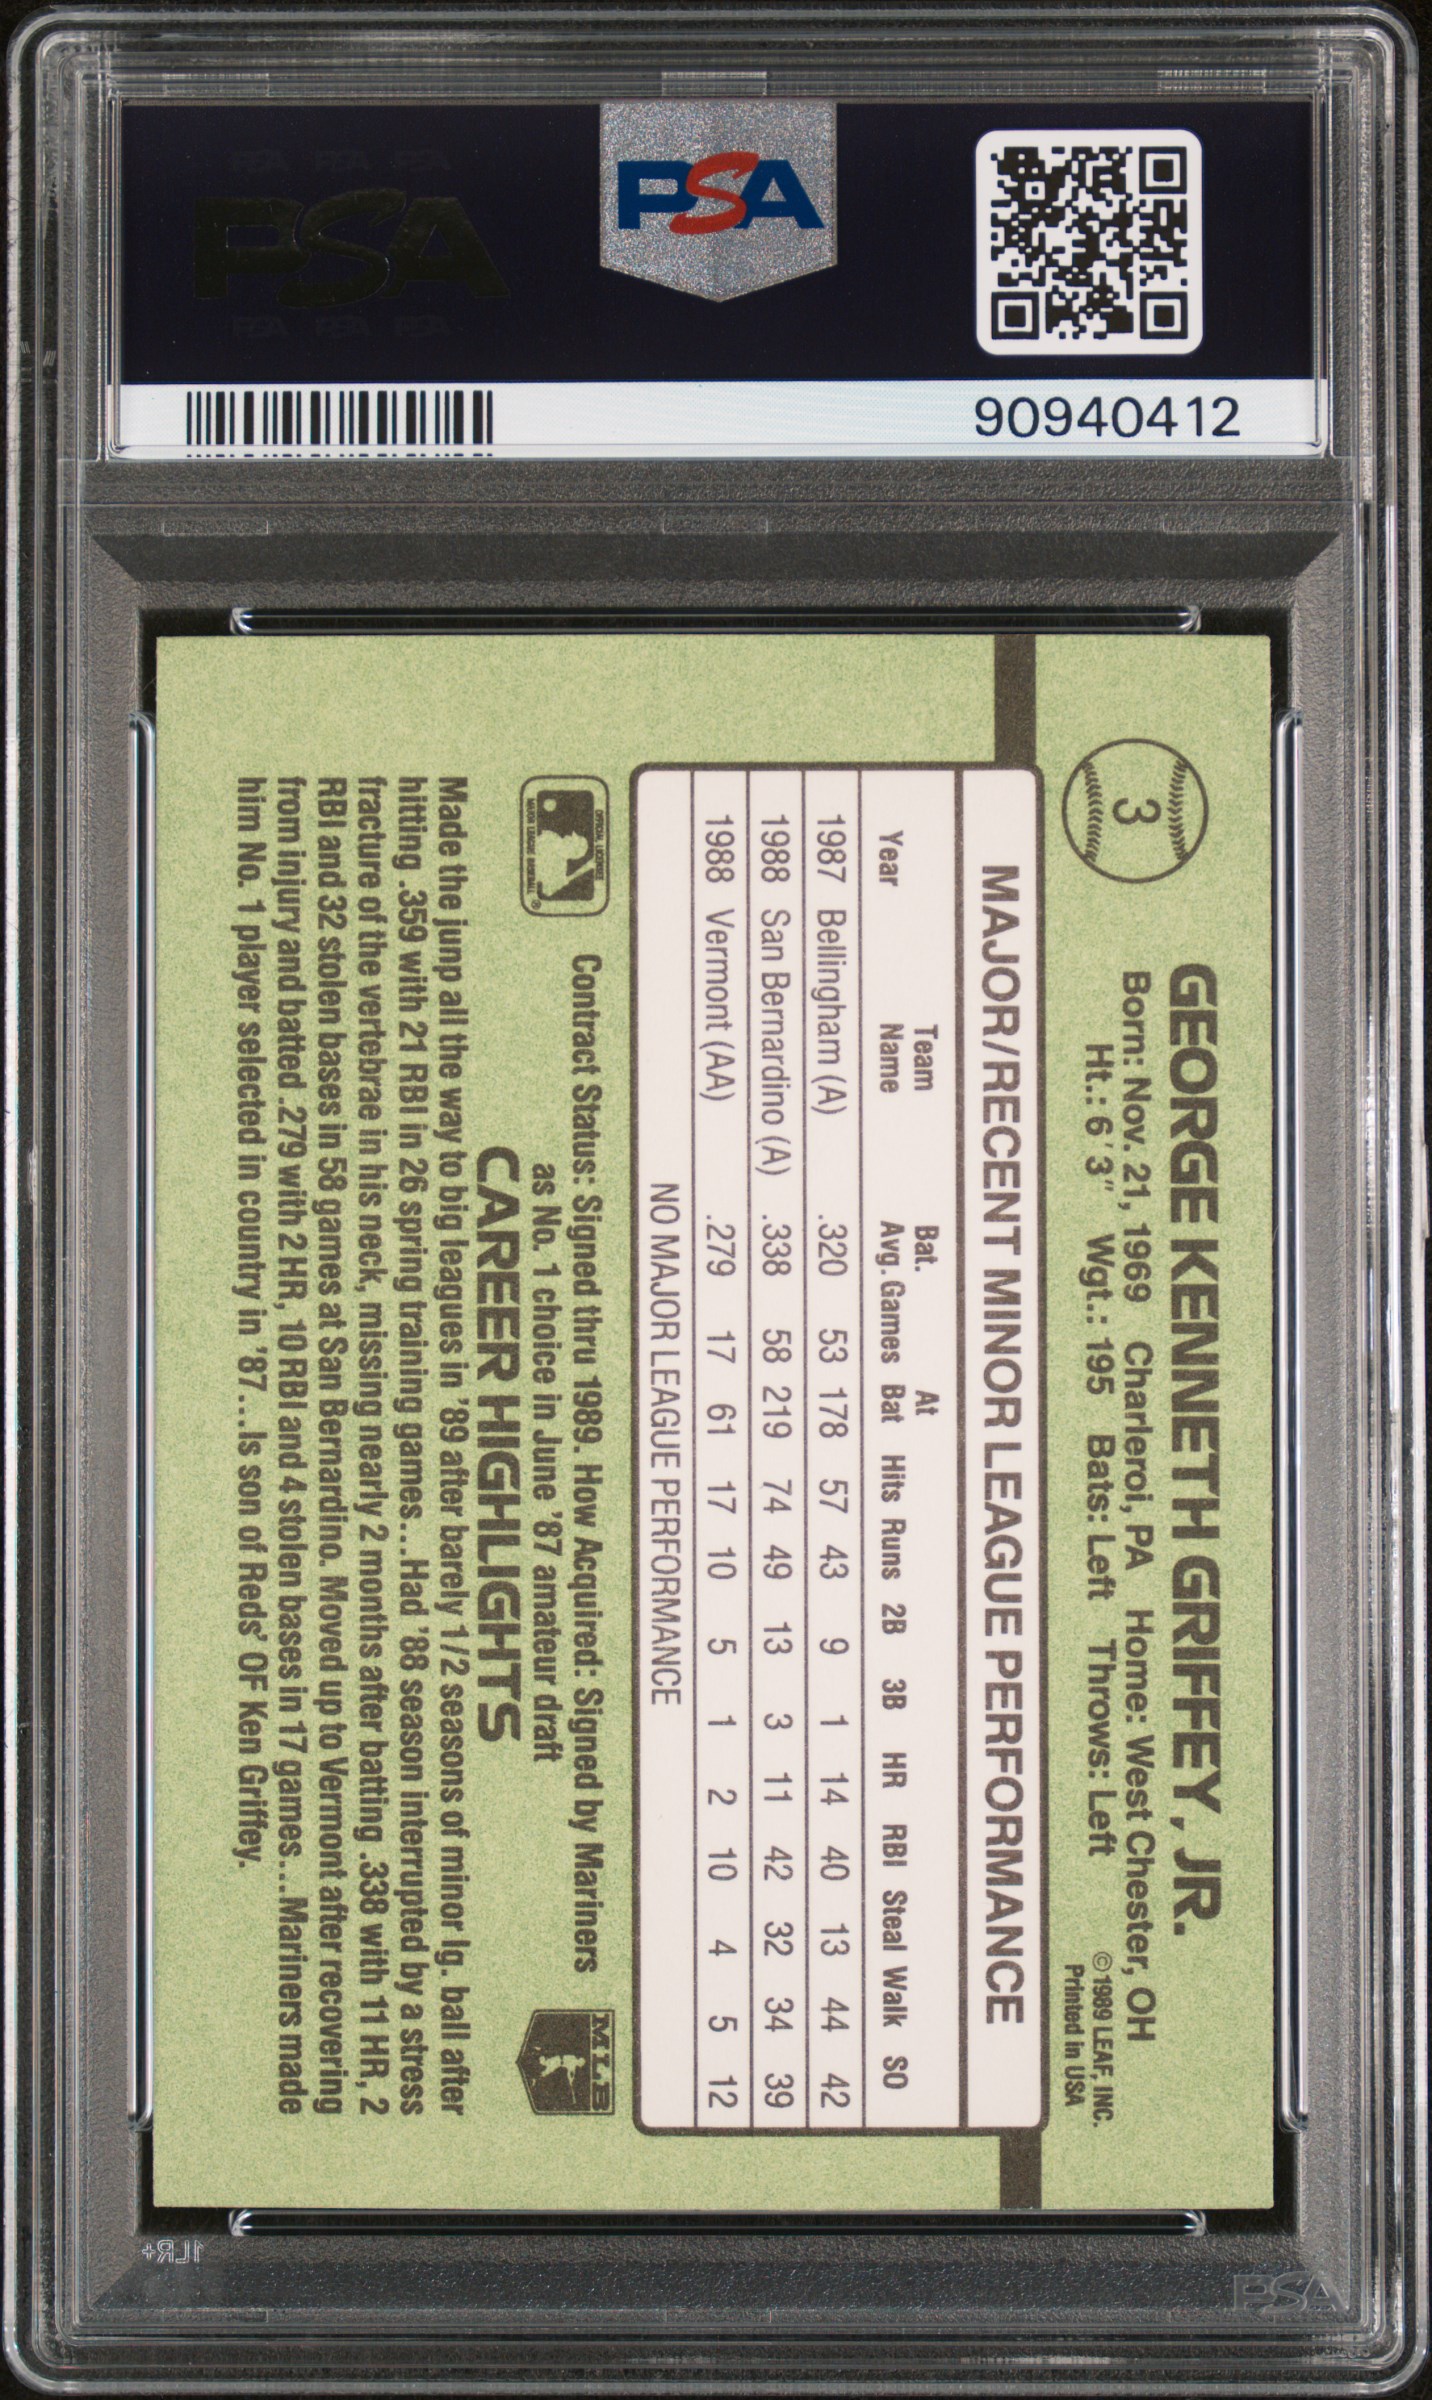 PSA
PSA
90940412
3
GEORGE KENNETH GRIFFEY, JR.
Born: Nov. 21, 1969 Charleroi, PA Home: West Chester, OH
Ht.: 6'3" Wgt.: 195 Bats: Left Throws: Left
©1989 LEAF, INC.
Printed in USA
MAJOR/RECENT MINOR LEAGUE PERFORMANCE
Year Team Name Bat. Avg. Games At Bat Hits Runs 2B 3B HR RBI Steal Walk SO
1987 Bellingham (A) .320 53 178 57 43 9 1 14 40 13 44 42
1988 San Bernardino (A) .338 58 219 74 49 13 3 11 42 32 34 39
1988 Vermont (AA) .279 17 61 17 10 5 1 2 10 4 5 12
NO MAJOR LEAGUE PERFORMANCE
MLB
Contract Status: Signed thru 1989. How Acquired: Signed by Mariners
as No. 1 choice in June '87 amateur draft
CAREER HIGHLIGHTS
Made the junp all the way to big leagues in '89 after barely 1/2 seasons of minor lg. ball after
hitting .359 with 21 RBI in 26 spring training games...Had '88 season interrupted by a stress
fracture of the vertebrae in his neck, missing nearly 2 months after batting .338 with 11 HR, 2
RBI and 32 stolen bases in 58 games at San Bernardino. Moved up to Vermont after recovering
from injury and batted .279 with 2 HR, 10 RBI and 4 stolen bases in 17 games...Mariners made
him No. 1 player selected in country in '87...Is son of Reds' OF Ken Griffey.
1LR+
PSA